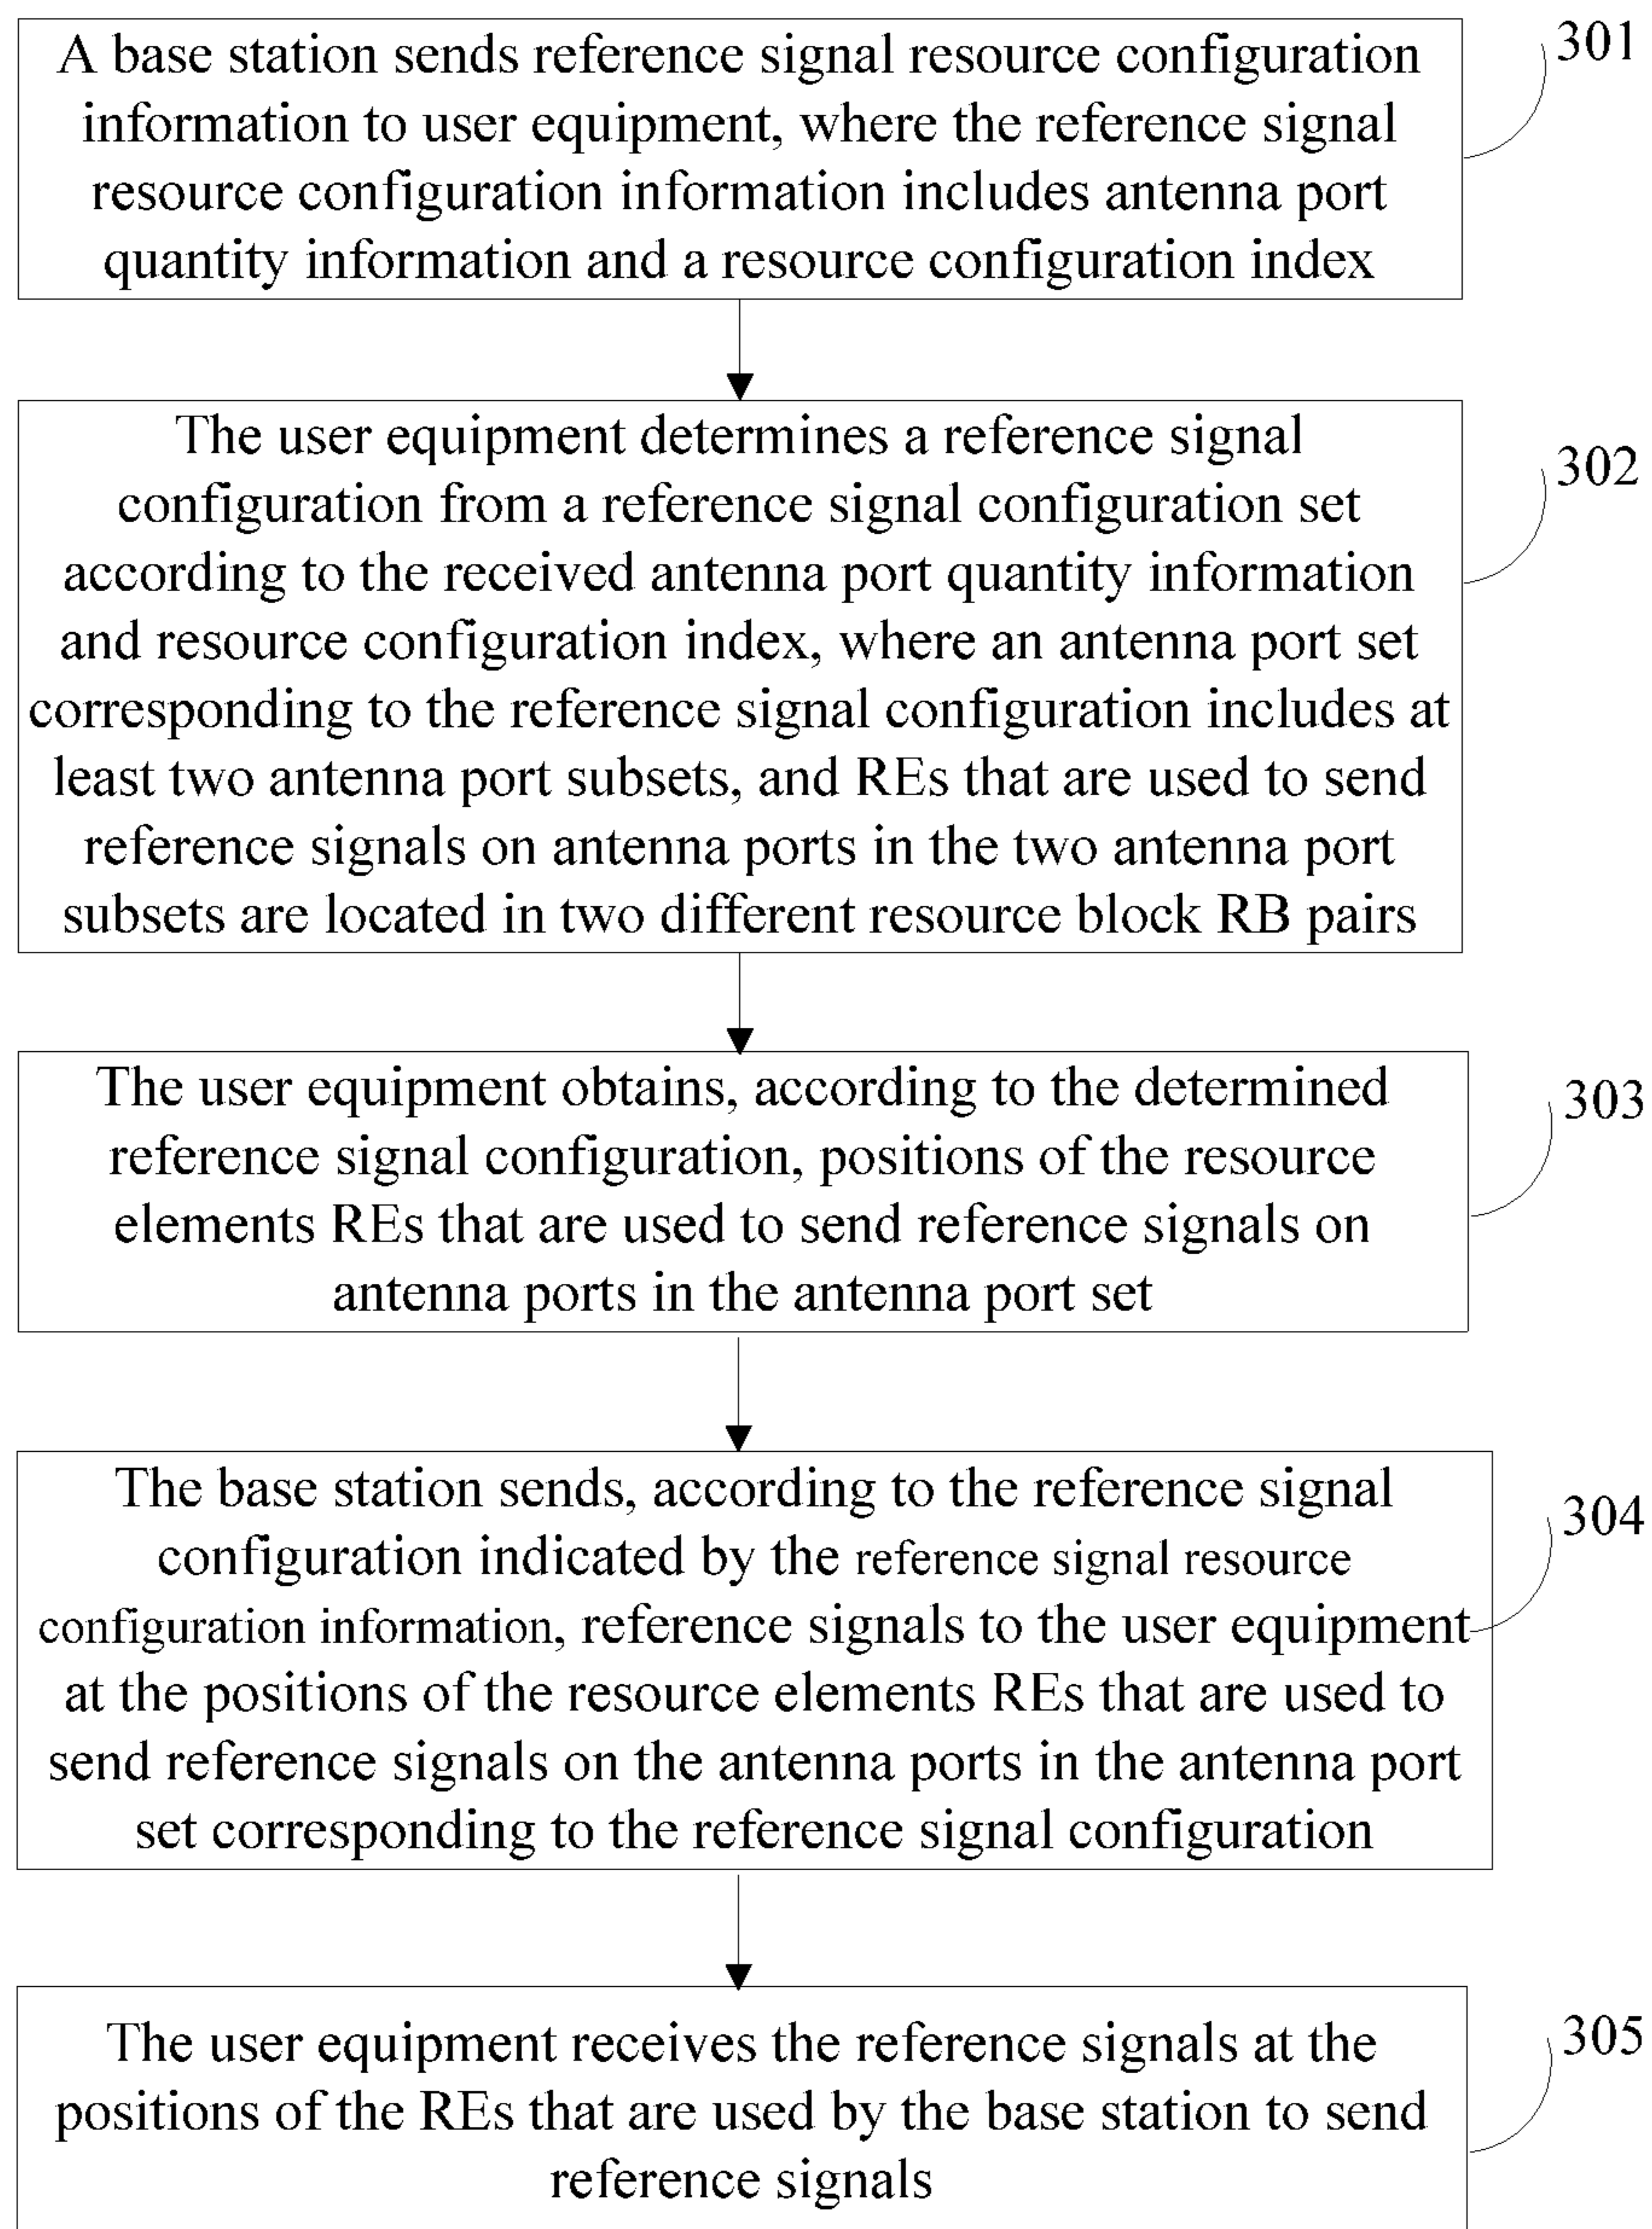 A base station sends reference signal resource configuration
information to user equipment, where the reference signal
resource configuration information includes antenna port
quantity information and a resource configuration index
301
The user equipment determines a reference signal
configuration from a reference signal configuration set
according to the received antenna port quantity information
and resource configuration index, where an antenna port set
corresponding to the reference signal configuration includes at
least two antenna port subsets, and REs that are used to send
reference signals on antenna ports in the two antenna port
subsets are located in two different resource block RB pairs
302
The user equipment obtains, according to the determined
reference signal configuration, positions of the resource
elements REs that are used to send reference signals on
antenna ports in the antenna port set
303
The base station sends, according to the reference signal
configuration indicated by the reference signal resource
configuration information, reference signals to the user equipment
at the positions of the resource elements REs that are used to
send reference signals on the antenna ports in the antenna port
set corresponding to the reference signal configuration
304
The user equipment receives the reference signals at the
positions of the REs that are used by the base station to send
reference signals
305